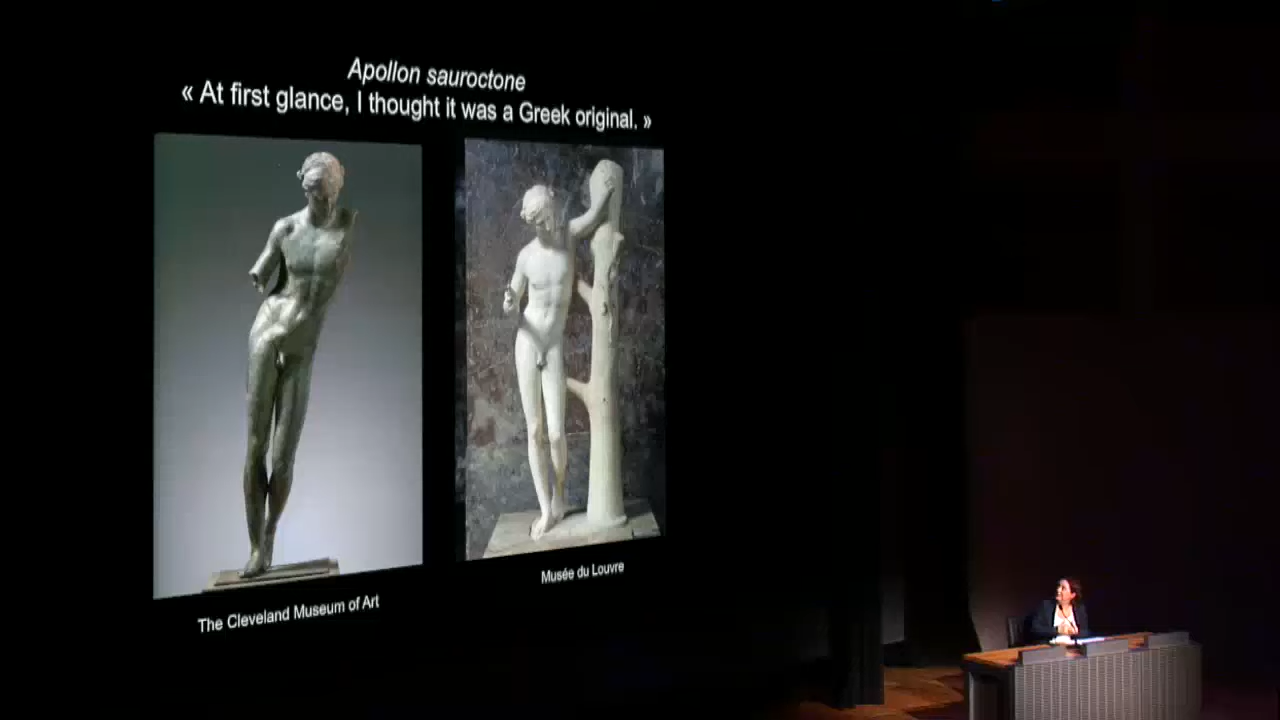 Apollon sauroctone
« At first glance, I thought it was a Greek original. »
The Cleveland Museum of Art
Musée du Louvre